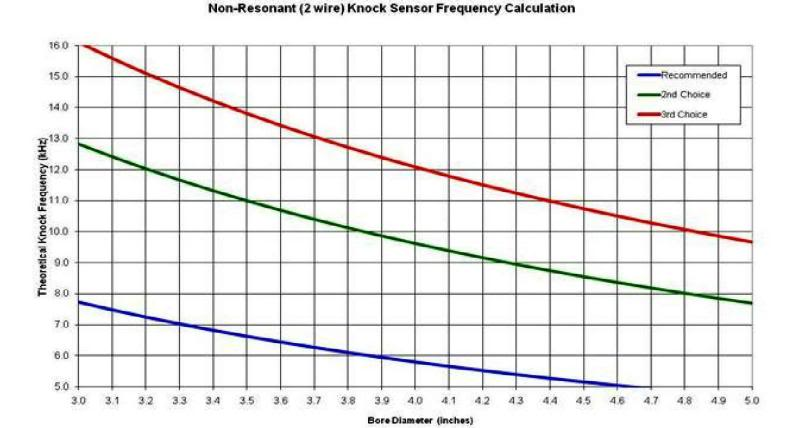 Non-Resonant (2 wire) Knock Sensor Frequency Calculation
16.0
15.0
14.0
13.0
12.0
11.0
10.0
9.0
8.0
7.0
6.0
5.0
Theoretical Knock Frequency (kHz)
Recommended
2nd Choice
3rd Choice
3.0 3.1 3.2 3.3 3.4 3.5 3.6 3.7 3.8 3.9 4.0 4.1 4.2 4.3 4.4 4.5 4.6 4.7 4.8 4.9 5.0
Bore Diameter (inches)